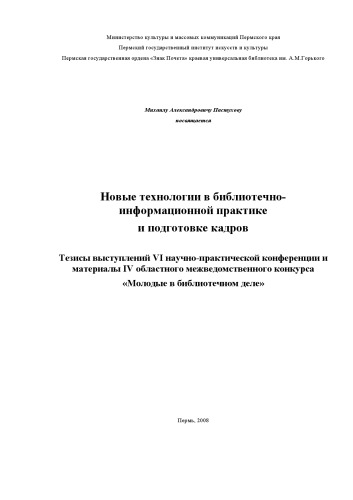 Министерство культуры и массовых коммуникаций Пермского края
Пермский государственный институт искусств и культуры
Пермская государственная ордена «Знак Почета» краевая универсальная библиотека им. А.М.Горького
Михаилу Александровичу Пастухову
посвящается
Новые технологии в библиотечно-
информационной практике
и подготовке кадров
Тезисы выступлений VI научно-практической конференции и
материалы IV областного межведомственного конкурса
«Молодые в библиотечном деле»
Пермь, 2008